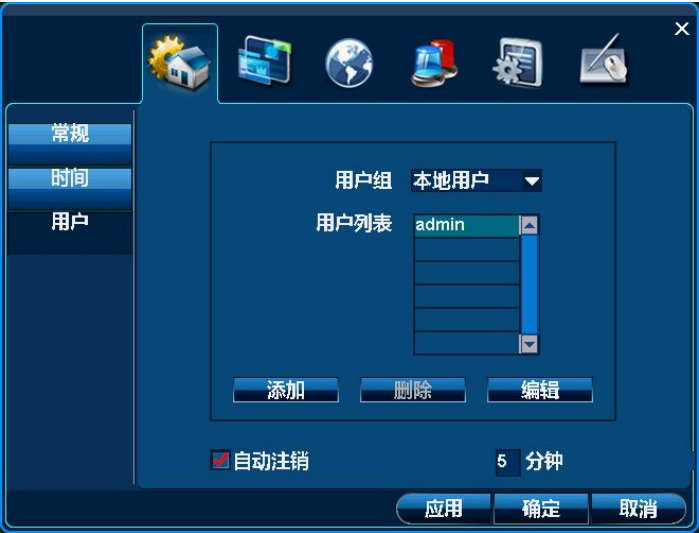 常规
时间
用户
用户组 本地用户
用户列表 admin
添加 删除 编辑
自动注销 5 分钟
应用 确定 取消